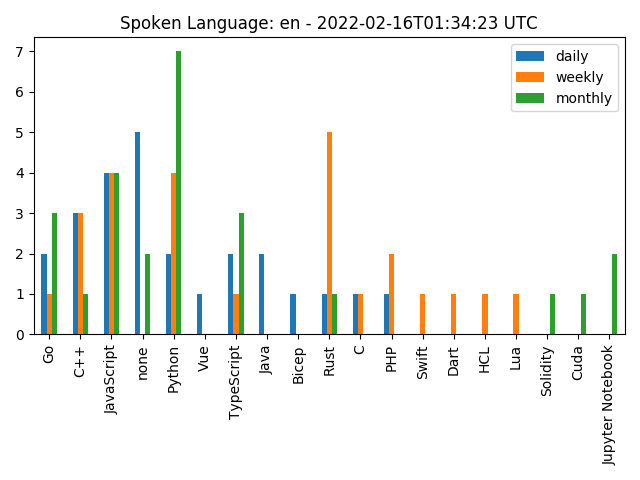 Spoken Language: en - 2022-02-16T01:34:23 UTC
daily
weekly
monthly
7
6
5
4
3
2
1
0
Go
C++
JavaScript
none
Python
Vue
TypeScript
Java
Bicep
Rust
C
PHP
Swift
Dart
HCL
Lua
Solidity
Cuda
Jupyter Notebook